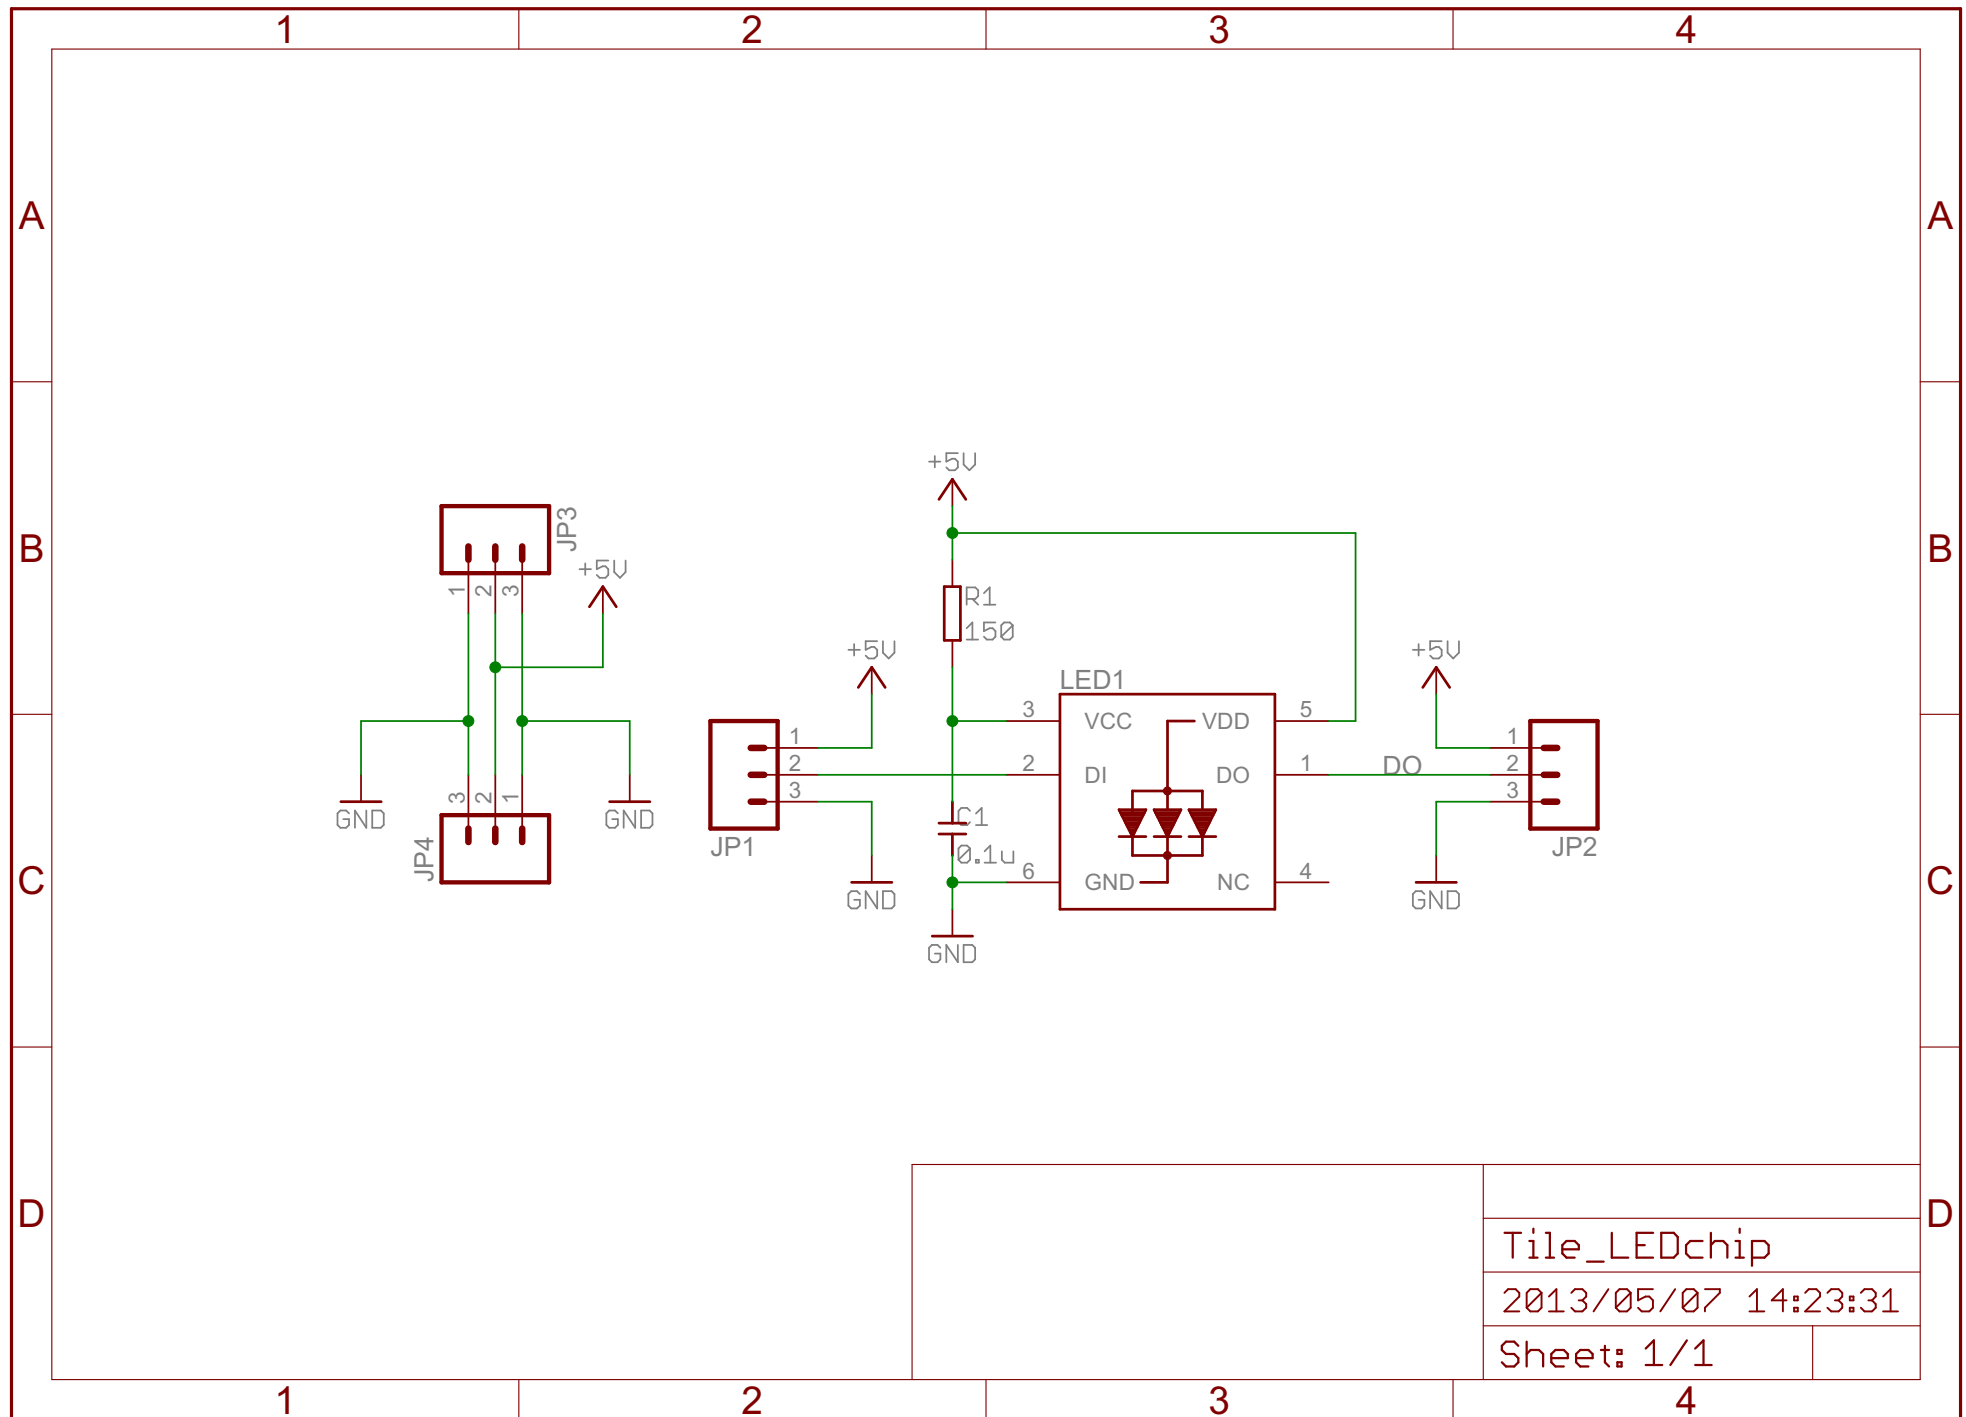 1 2 3 4
A A
+5V
JP3
B B
+5V
1 2 3
R1
150
+5V +5V
LED1
3 VCC VDD 5
1 1
2 2 DI DO 1 DO 2
3 3
3 2 1
GND GND
C1
JP4
JP1 0.1u JP2
C C
6 GND NC 4
GND GND
GND
D D
Tile_LEDchip
2013/05/07 14:23:31
Sheet: 1/1
1 2 3 4